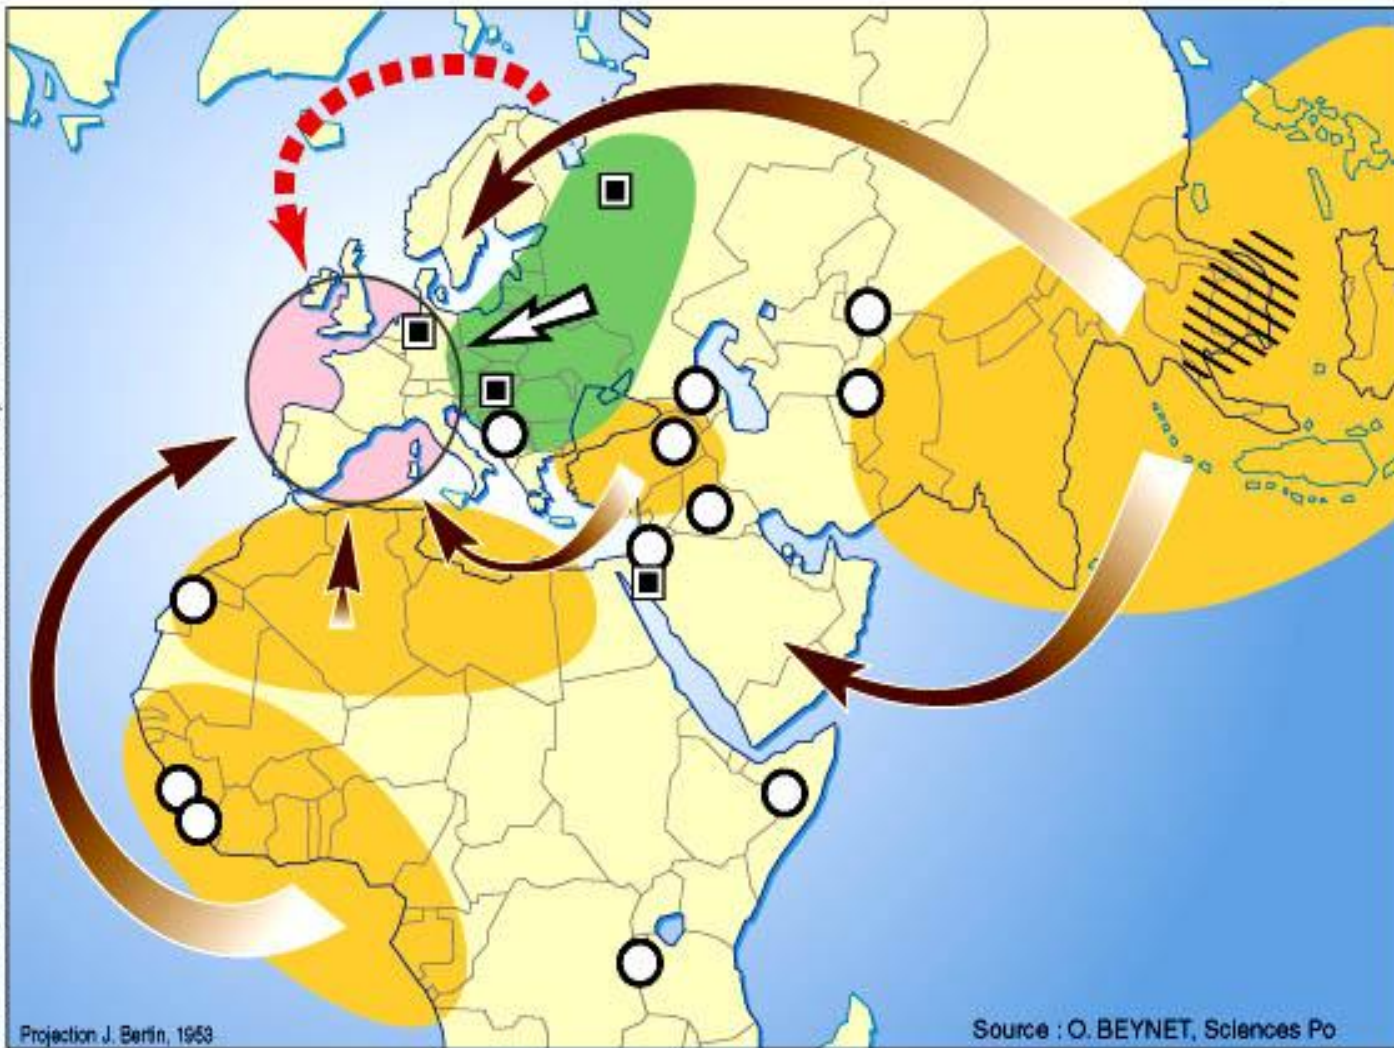 Projection J. Bertin, 1953
Source : O. BEYNET, Sciences Po